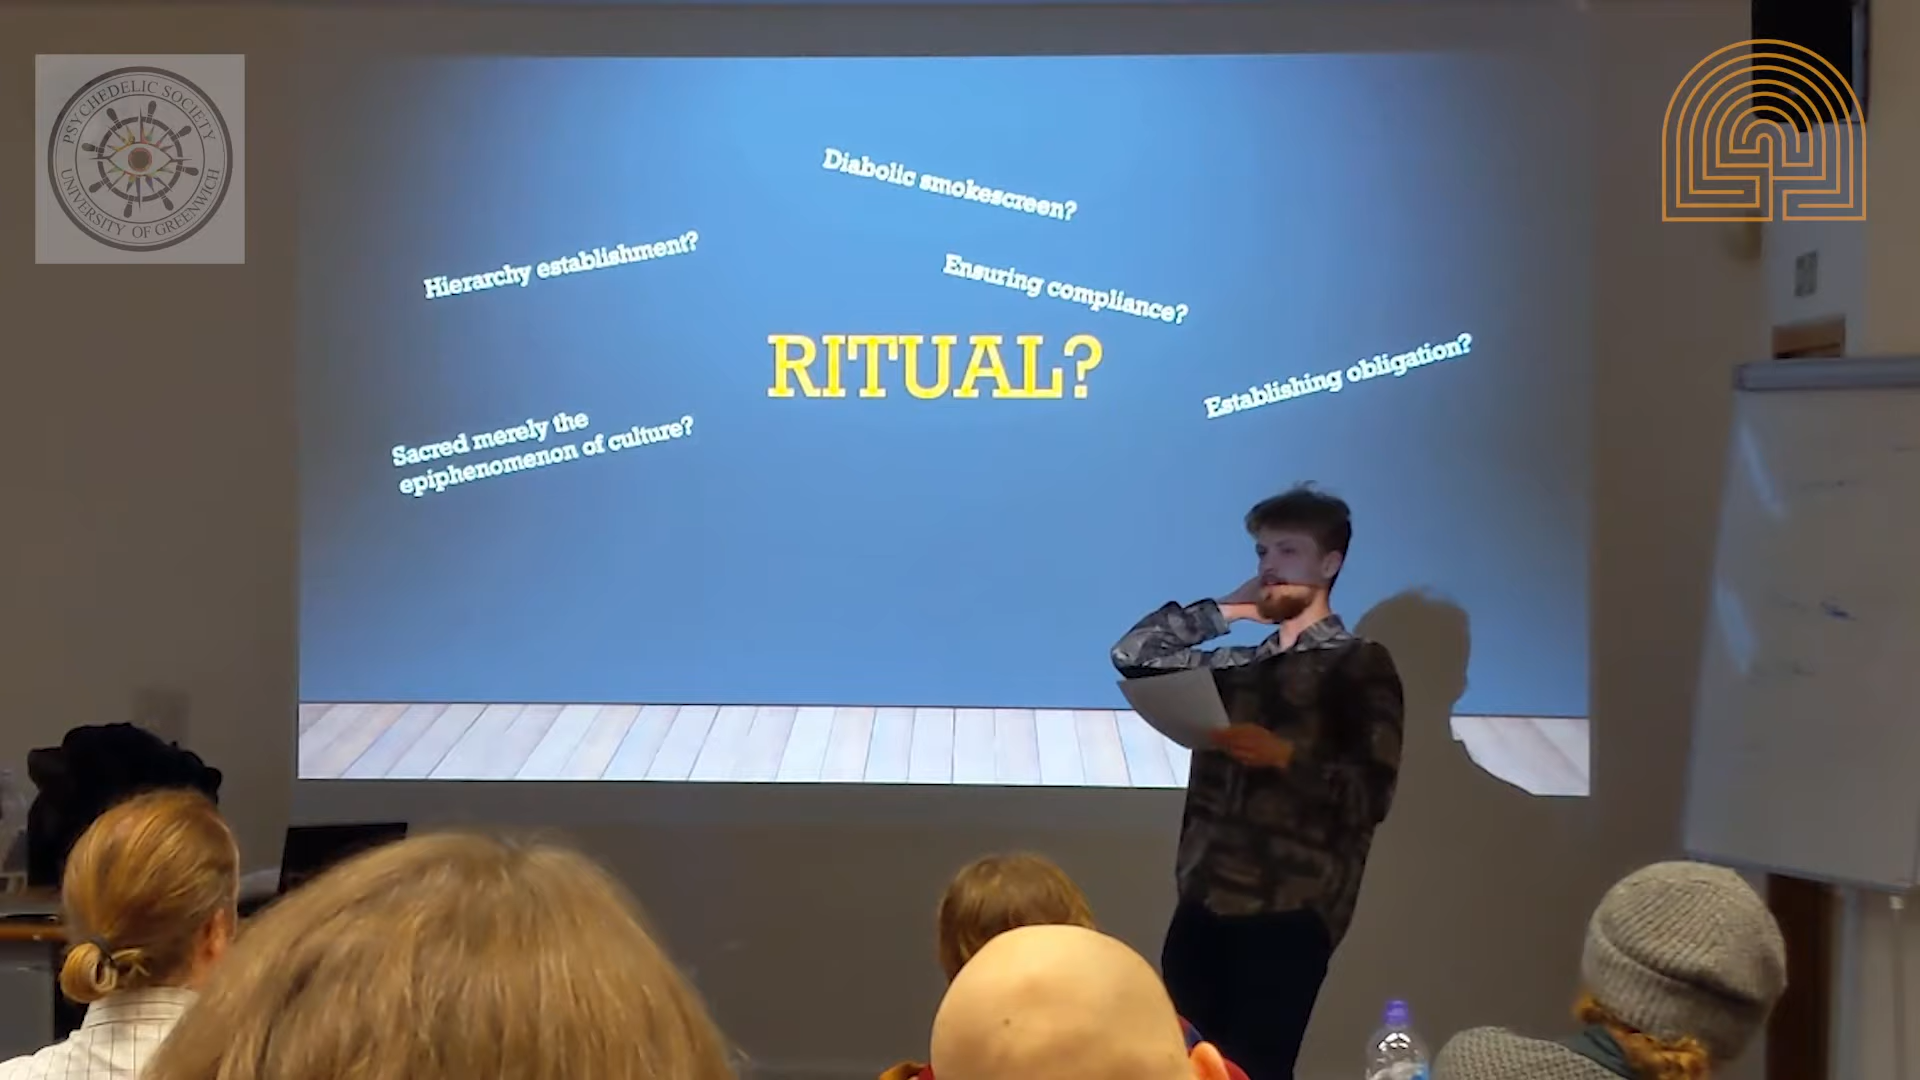 PSYCHEDELIC SOCIETY
UNIVERSITY OF GREENWICH
Diabolic smokescreen?
Hierarchy establishment?
Ensuring compliance?
RITUAL?
Establishing obligation?
Sacred merely the
epiphenomenon of culture?